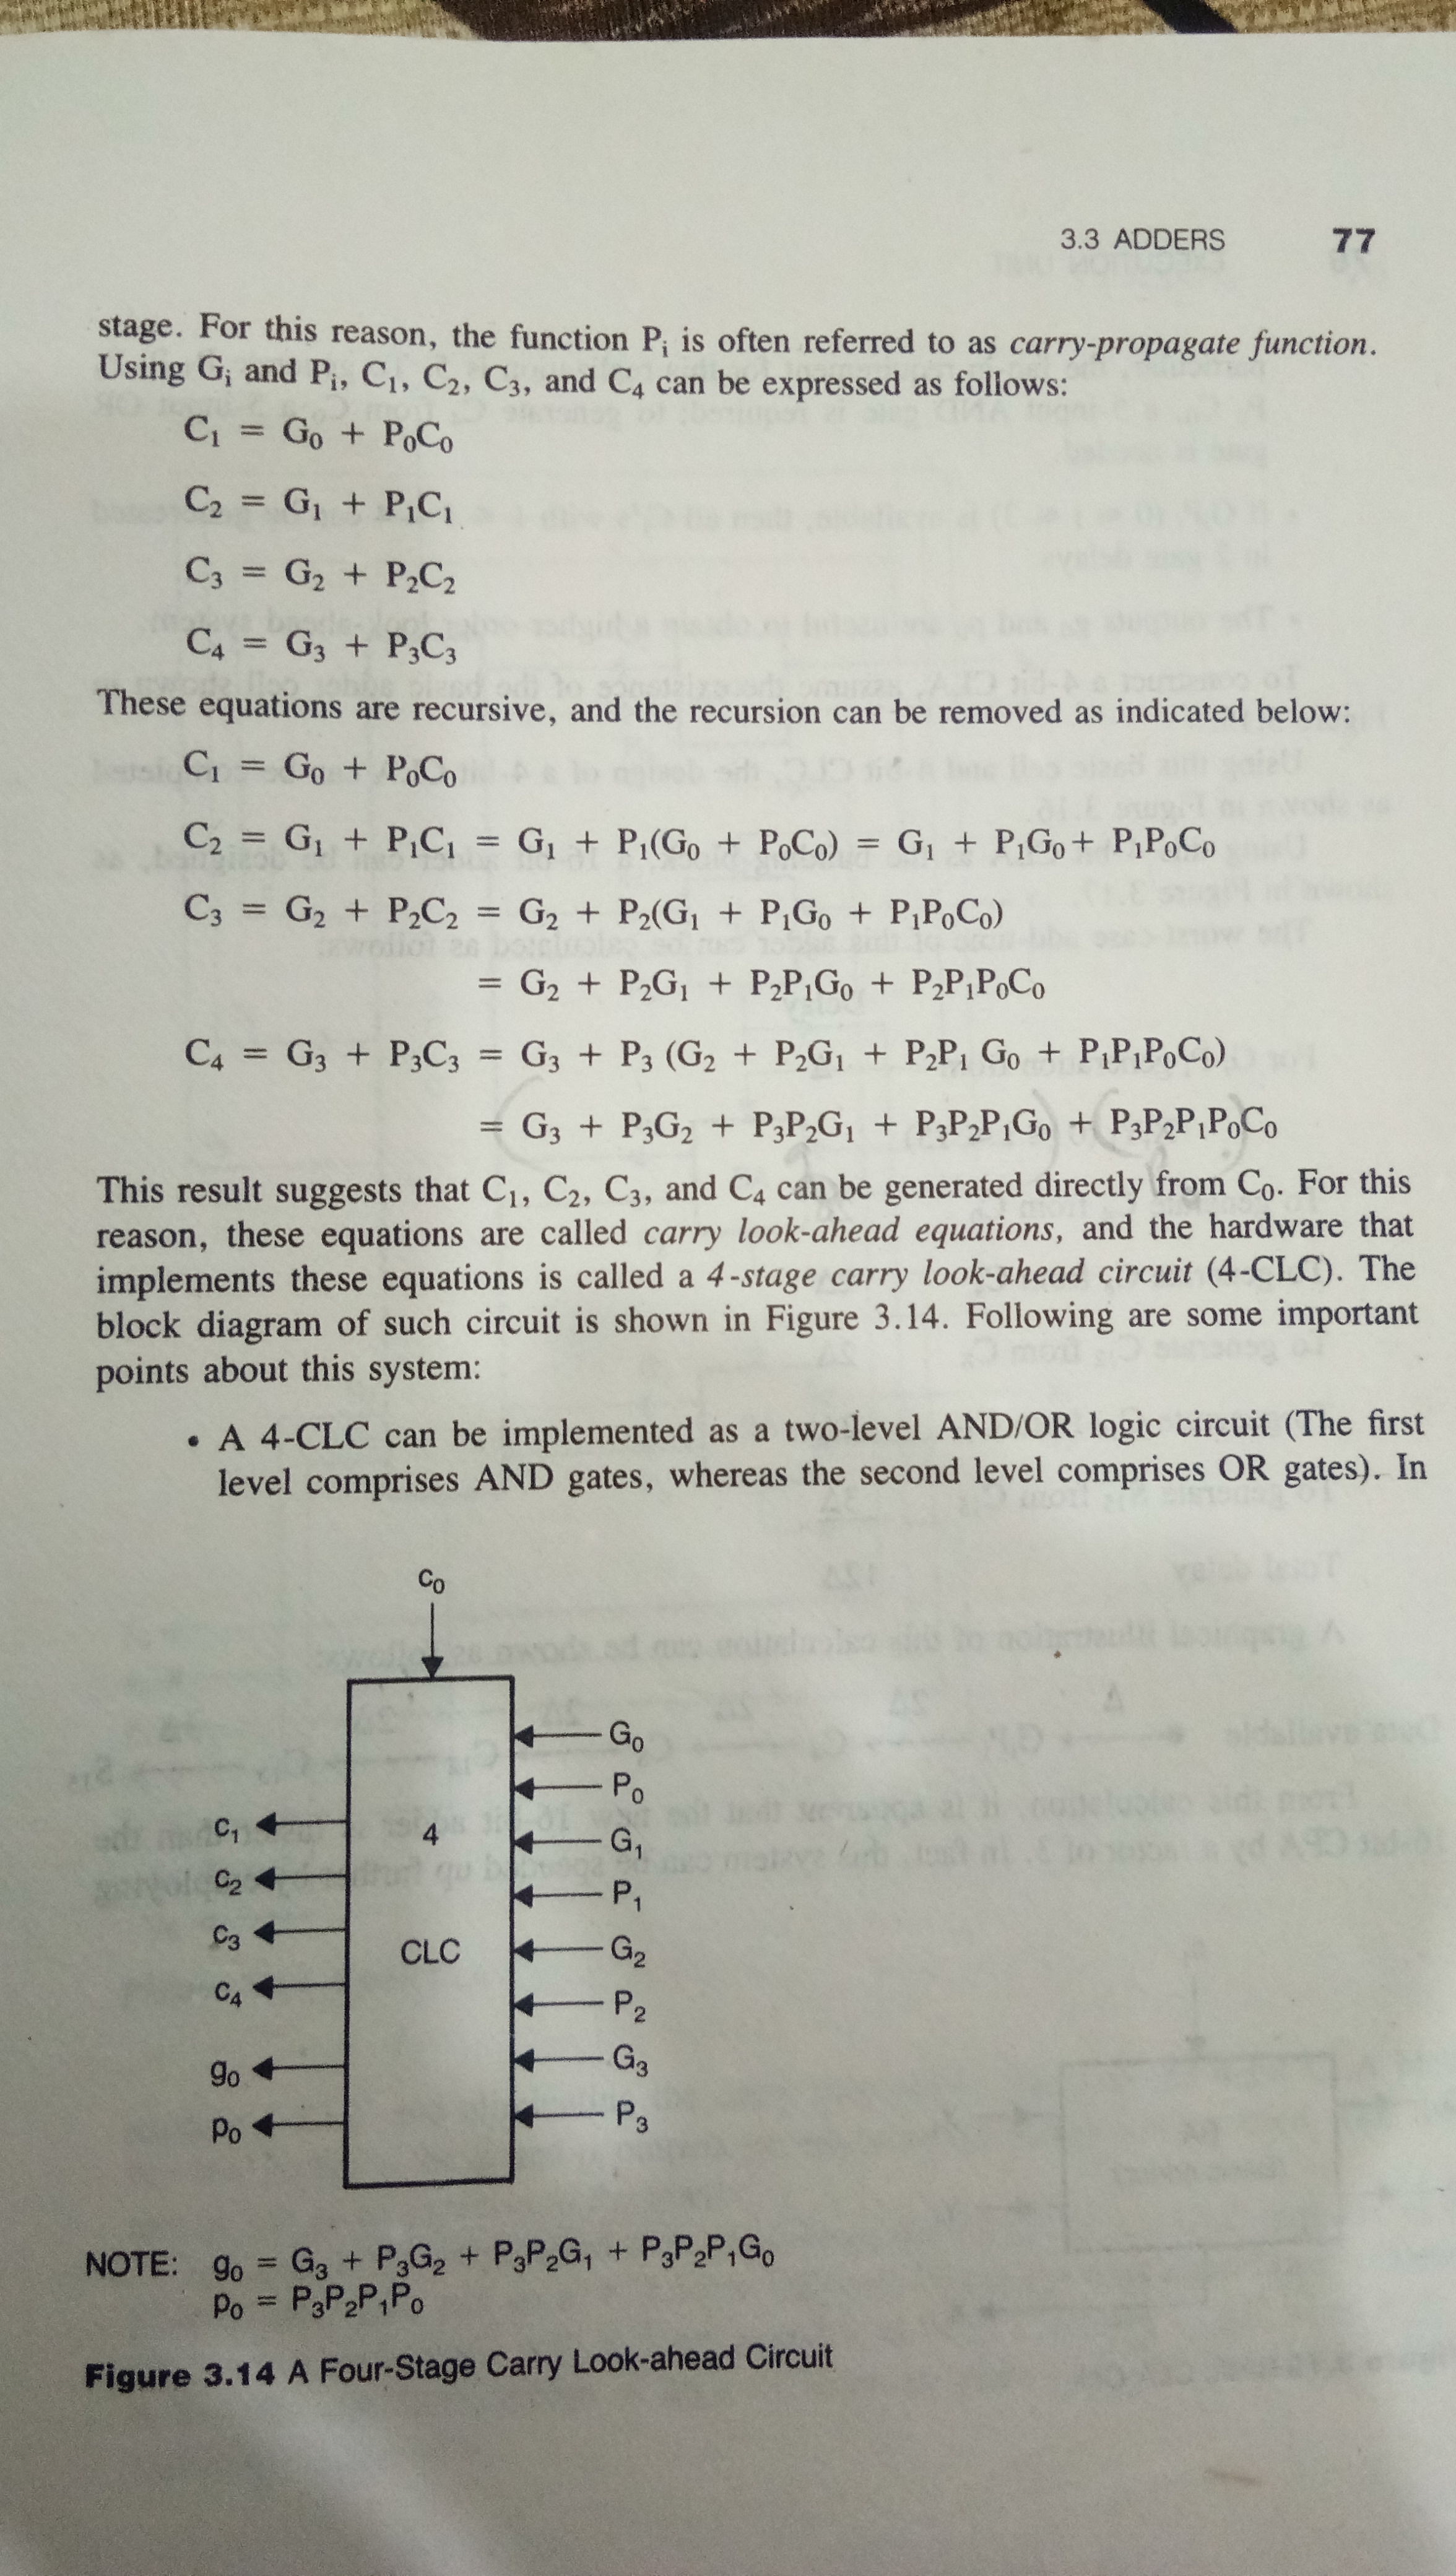 3.3 ADDERS 77
stage. For this reason, the function Pᵢ is often referred to as carry-propagate function.
Using Gᵢ and Pᵢ, C₁, C₂, C₃, and C₄ can be expressed as follows:
C₁ = G₀ + P₀C₀
C₂ = G₁ + P₁C₁
C₃ = G₂ + P₂C₂
C₄ = G₃ + P₃C₃
These equations are recursive, and the recursion can be removed as indicated below:
C₁ = G₀ + P₀C₀
C₂ = G₁ + P₁C₁ = G₁ + P₁(G₀ + P₀C₀) = G₁ + P₁G₀ + P₁P₀C₀
C₃ = G₂ + P₂C₂ = G₂ + P₂(G₁ + P₁G₀ + P₁P₀C₀)
= G₂ + P₂G₁ + P₂P₁G₀ + P₂P₁P₀C₀
C₄ = G₃ + P₃C₃ = G₃ + P₃ (G₂ + P₂G₁ + P₂P₁ G₀ + P₁P₁P₀C₀)
= G₃ + P₃G₂ + P₃P₂G₁ + P₃P₂P₁G₀ + P₃P₂P₁P₀C₀
This result suggests that C₁, C₂, C₃, and C₄ can be generated directly from C₀. For this
reason, these equations are called carry look-ahead equations, and the hardware that
implements these equations is called a 4-stage carry look-ahead circuit (4-CLC). The
block diagram of such circuit is shown in Figure 3.14. Following are some important
points about this system:
• A 4-CLC can be implemented as a two-level AND/OR logic circuit (The first
level comprises AND gates, whereas the second level comprises OR gates). In
c₀
G₀
P₀
c₁
4
G₁
c₂
P₁
c₃
CLC
G₂
c₄
P₂
g₀
G₃
p₀
P₃
NOTE: g₀ = G₃ + P₃G₂ + P₃P₂G₁ + P₃P₂P₁G₀
p₀ = P₃P₂P₁P₀
Figure 3.14 A Four-Stage Carry Look-ahead Circuit